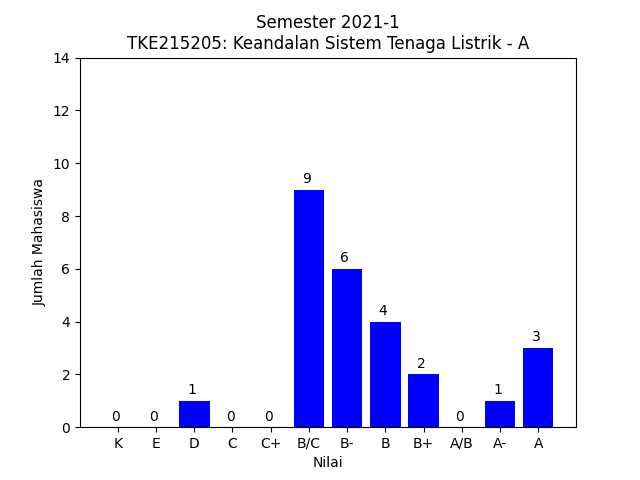 Semester 2021-1
TKE215205: Keandalan Sistem Tenaga Listrik - A
14
12
10
8
6
4
2
0
Jumlah Mahasiswa
0 0 1 0 0 9 6 4 2 0 1 3
K E D C C+ B/C B- B B+ A/B A- A
Nilai